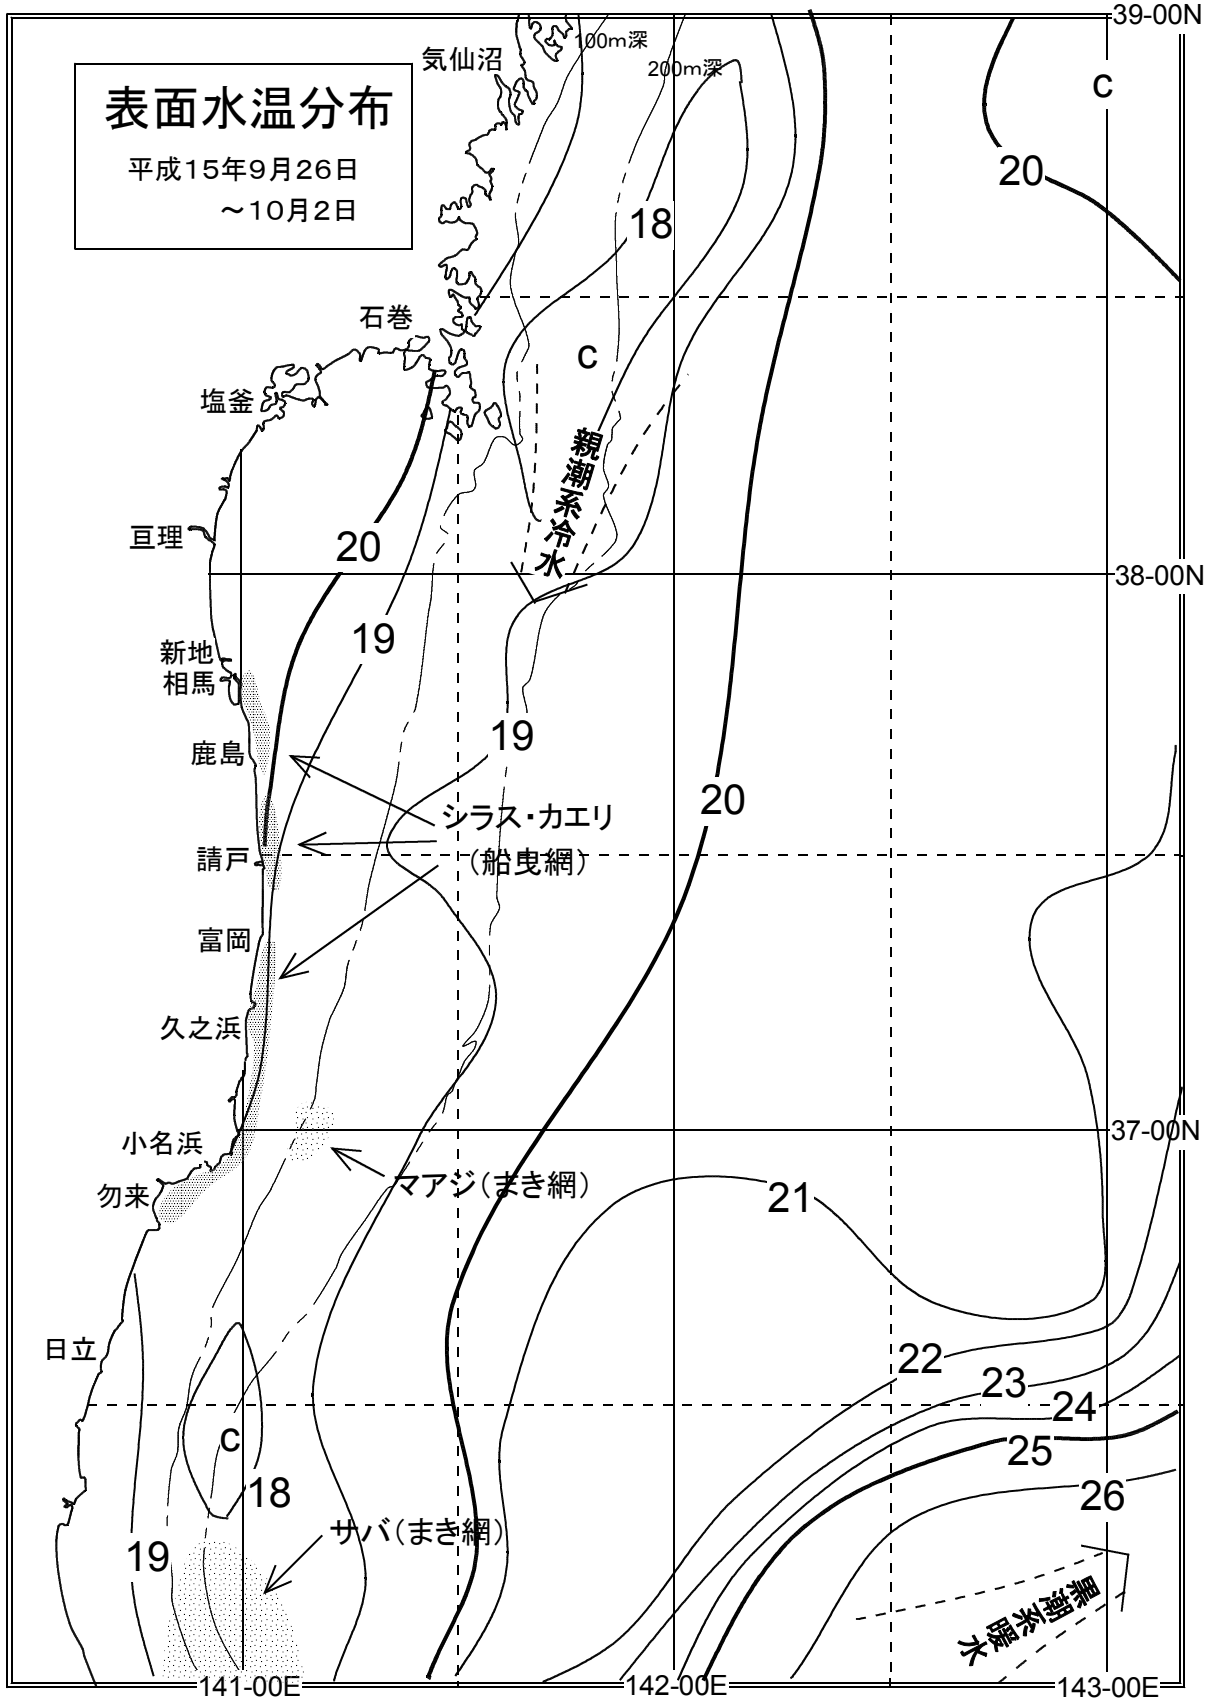 39-00N
100m深
気仙沼
200m深
C
表面水温分布
平成15年9月26日
～10月2日
20
18
石巻
C
塩釜
親潮系冷水
亘理
20
38-00N
19
新地
相馬
19
鹿島
20
シラス・カエリ
(船曳網)
請戸
富岡
久之浜
37-00N
小名浜
マアジ(まき網)
勿来
21
日立
22
23
24
C
25
18
26
サバ(まき網)
19
黒潮系暖水
141-00E
142-00E
143-00E